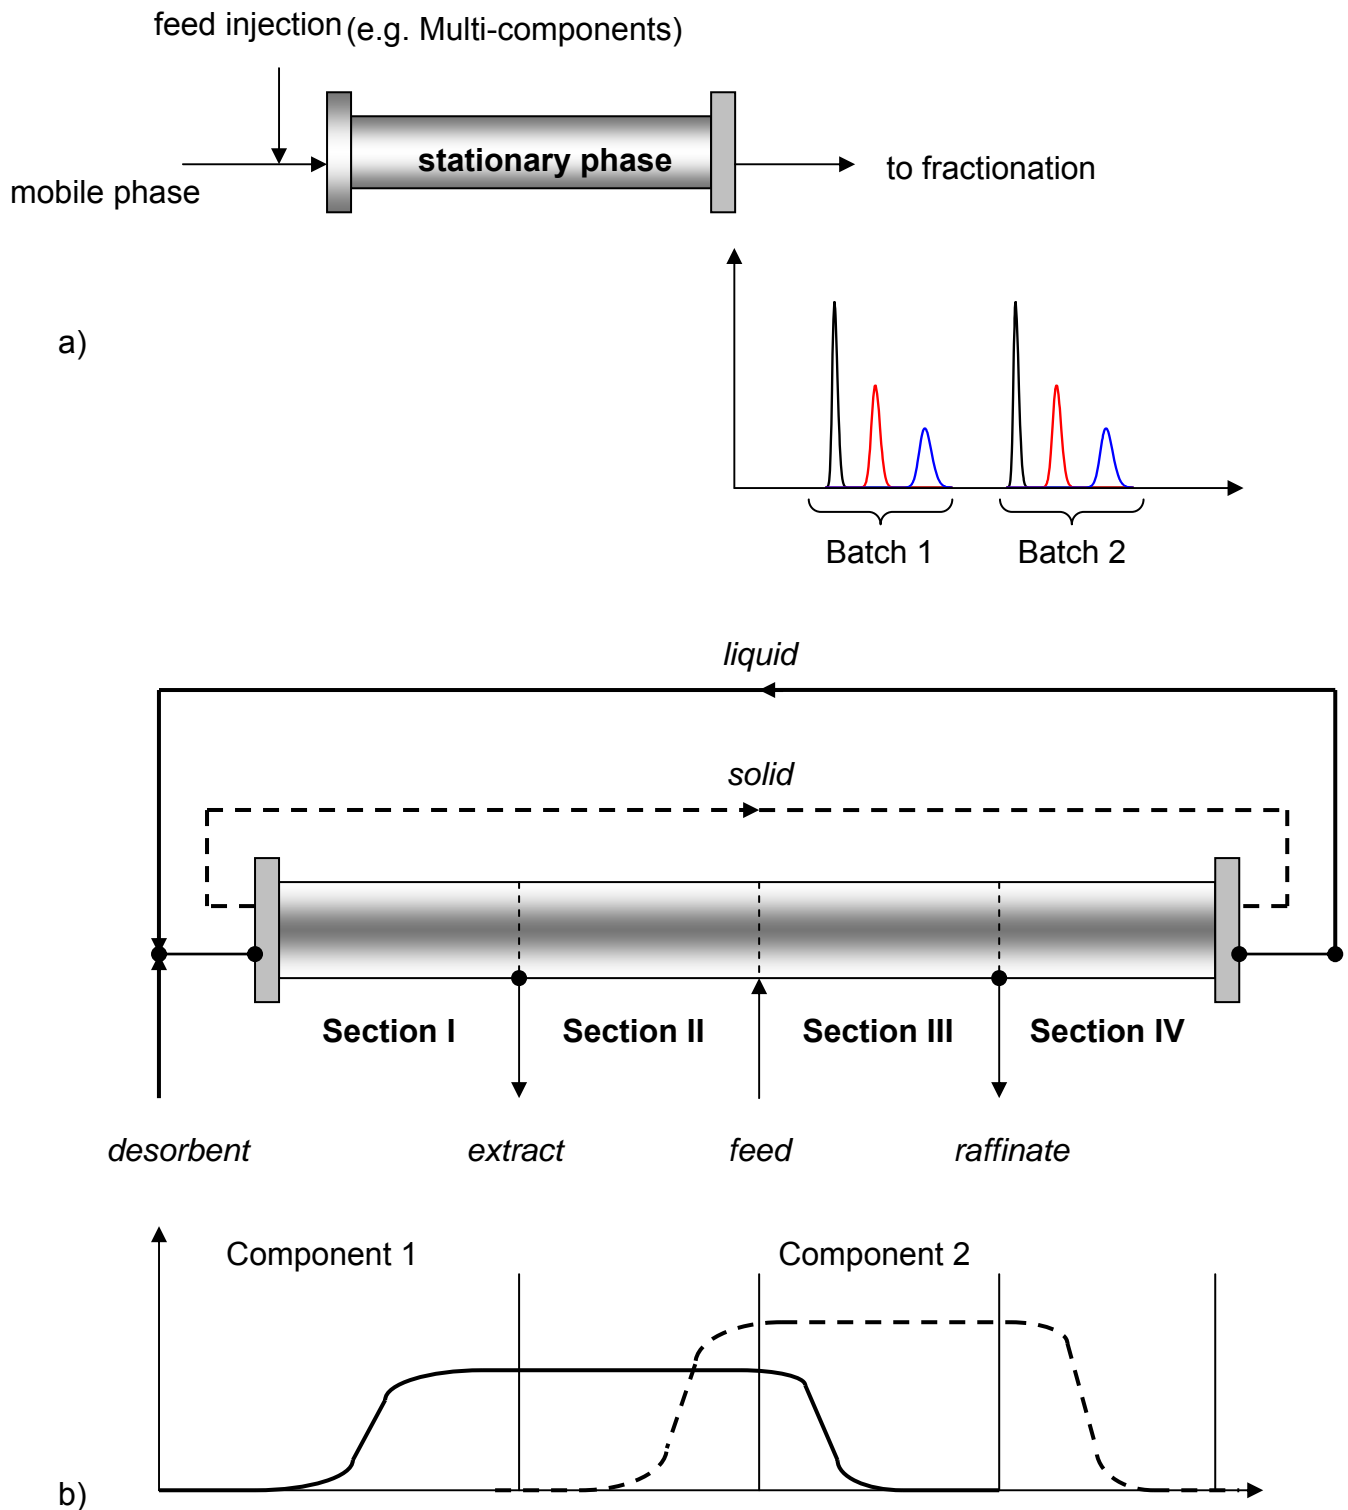 feed injection (e.g. Multi-components)
stationary phase
mobile phase
to fractionation
a)
Batch 1 Batch 2
liquid
solid
Section I Section II Section III Section IV
desorbent extract feed raffinate
Component 1 Component 2
b)